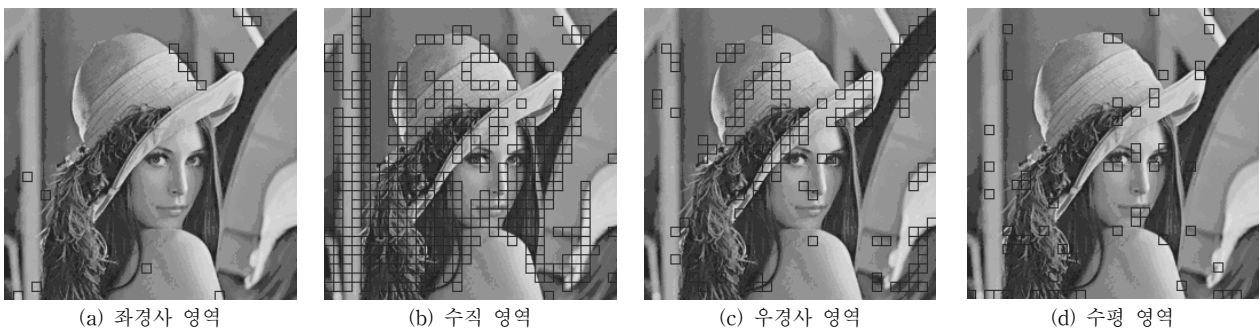 (a) 좌경사 영역
(b) 수직 영역
(c) 우경사 영역
(d) 수평 영역